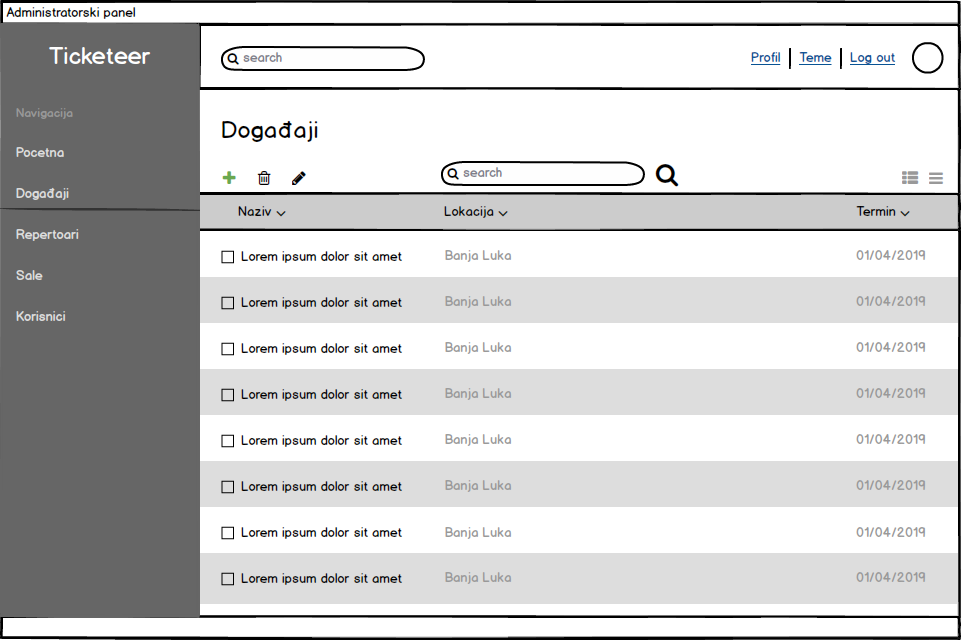 Administratorski panel
Ticketeer
search
Profil Teme Log out
Navigacija
Pocetna
Događaji
Repertoari
Sale
Korisnici
Događaji
search
Naziv Lokacija Termin
Lorem ipsum dolor sit amet Banja Luka 01/04/2019
Lorem ipsum dolor sit amet Banja Luka 01/04/2019
Lorem ipsum dolor sit amet Banja Luka 01/04/2019
Lorem ipsum dolor sit amet Banja Luka 01/04/2019
Lorem ipsum dolor sit amet Banja Luka 01/04/2019
Lorem ipsum dolor sit amet Banja Luka 01/04/2019
Lorem ipsum dolor sit amet Banja Luka 01/04/2019
Lorem ipsum dolor sit amet Banja Luka 01/04/2019